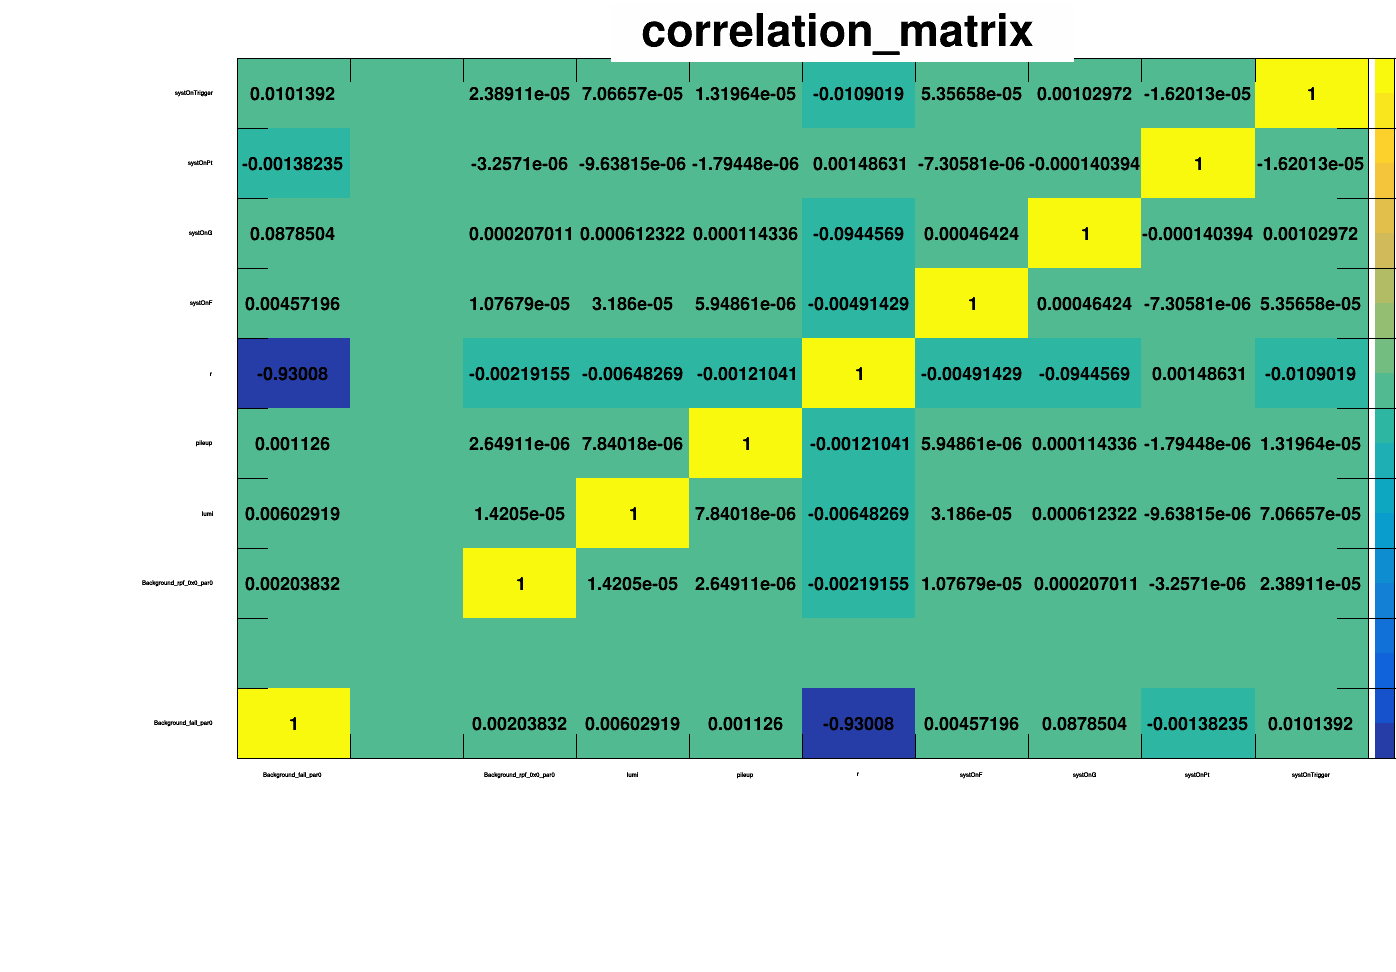 correlation_matrix
systOnTrigger 0.0101392 2.38911e-05 7.06657e-05 1.31964e-05 -0.0109019 5.35658e-05 0.00102972 -1.62013e-05 1
systOnPt -0.00138235 -3.2571e-06 -9.63815e-06 -1.79448e-06 0.00148631 -7.30581e-06 -0.000140394 1 -1.62013e-05
systOnG 0.0878504 0.000207011 0.000612322 0.000114336 -0.0944569 0.00046424 1 -0.000140394 0.00102972
systOnF 0.00457196 1.07679e-05 3.186e-05 5.94861e-06 -0.00491429 1 0.00046424 -7.30581e-06 5.35658e-05
r -0.93008 -0.00219155 -0.00648269 -0.00121041 1 -0.00491429 -0.0944569 0.00148631 -0.0109019
pileup 0.001126 2.64911e-06 7.84018e-06 1 -0.00121041 5.94861e-06 0.000114336 -1.79448e-06 1.31964e-05
lumi 0.00602919 1.4205e-05 1 7.84018e-06 -0.00648269 3.186e-05 0.000612322 -9.63815e-06 7.06657e-05
Background_rpf_0x0_par0 0.00203832 1 1.4205e-05 2.64911e-06 -0.00219155 1.07679e-05 0.000207011 -3.2571e-06 2.38911e-05
Background_fail_par0 1 0.00203832 0.00602919 0.001126 -0.93008 0.00457196 0.0878504 -0.00138235 0.0101392
Background_fail_par0 Background_rpf_0x0_par0 lumi pileup r systOnF systOnG systOnPt systOnTrigger